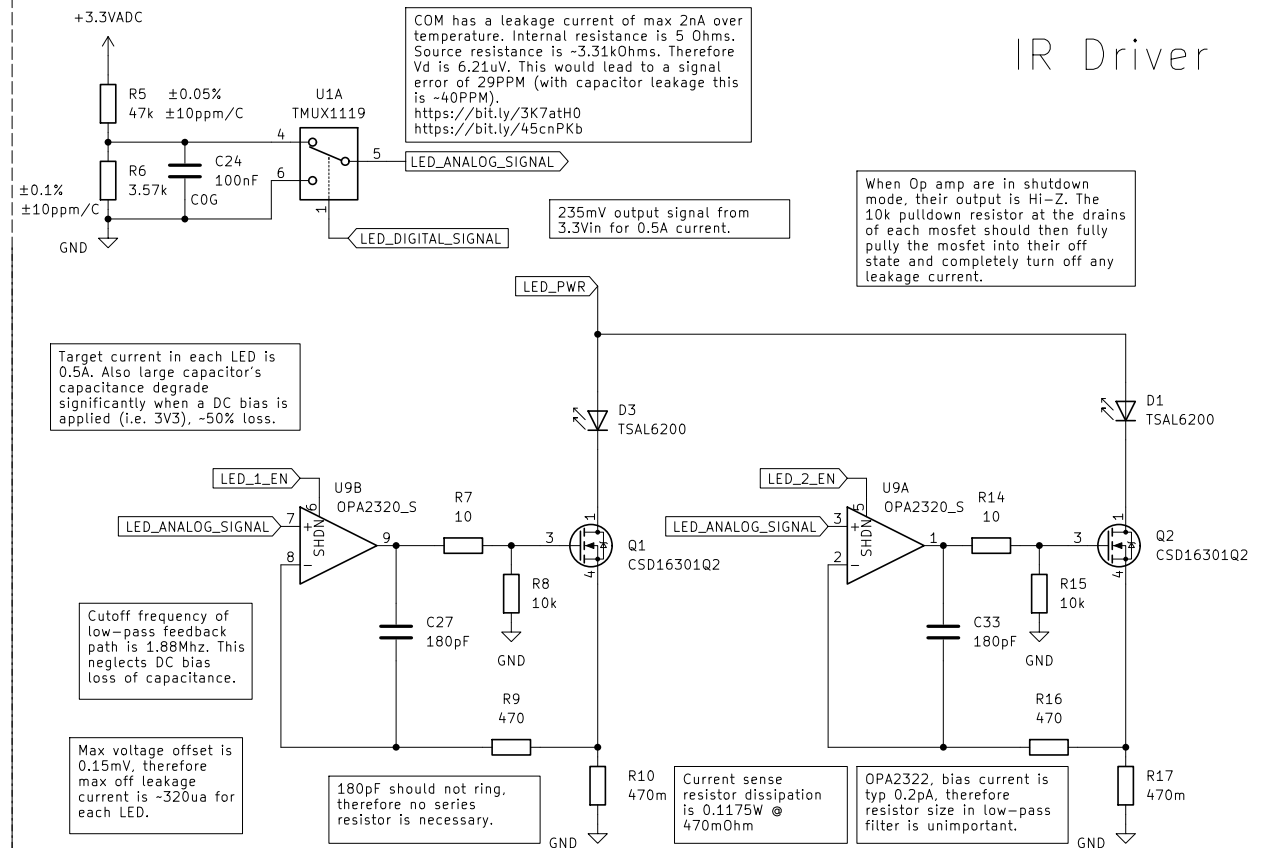 +3.3VADC
COM has a leakage current of max 2nA over
temperature. Internal resistance is 5 Ohms.
Source resistance is ~3.31kOhms. Therefore
Vd is 6.21uV. This would lead to a signal
error of 29PPM (with capacitor leakage this
is ~40PPM).
https://bit.ly/3K7atH0
https://bit.ly/45cnPKb
IR Driver
R5
47k
±0.05%
±10ppm/C
U1A
TMUX1119
4
5
6
1
LED_ANALOG_SIGNAL
LED_DIGITAL_SIGNAL
R6
3.57k
±0.1%
±10ppm/C
C24
100nF
C0G
GND
235mV output signal from
3.3Vin for 0.5A current.
When Op amp are in shutdown
mode, their output is Hi-Z. The
10k pulldown resistor at the drains
of each mosfet should then fully
pully the mosfet into their off
state and completely turn off any
leakage current.
LED_PWR
Target current in each LED is
0.5A. Also large capacitor's
capacitance degrade
significantly when a DC bias is
applied (i.e. 3V3), ~50% loss.
D3
TSAL6200
D1
TSAL6200
LED_1_EN
U9B
OPA2320_S
LED_ANALOG_SIGNAL
7
8
6
9
+
−
SHDN
R7
10
R8
10k
GND
3
1
4
Q1
CSD16301Q2
C27
180pF
R9
470
R10
470m
GND
LED_2_EN
U9A
OPA2320_S
LED_ANALOG_SIGNAL
3
2
5
1
+
−
SHDN
R14
10
R15
10k
GND
3
1
4
Q2
CSD16301Q2
C33
180pF
R16
470
R17
470m
GND
Cutoff frequency of
low-pass feedback
path is 1.88Mhz. This
neglects DC bias
loss of capacitance.
Max voltage offset is
0.15mV, therefore
max off leakage
current is ~320ua for
each LED.
180pF should not ring,
therefore no series
resistor is necessary.
Current sense
resistor dissipation
is 0.1175W @
470mOhm
OPA2322, bias current is
typ 0.2pA, therefore
resistor size in low-pass
filter is unimportant.